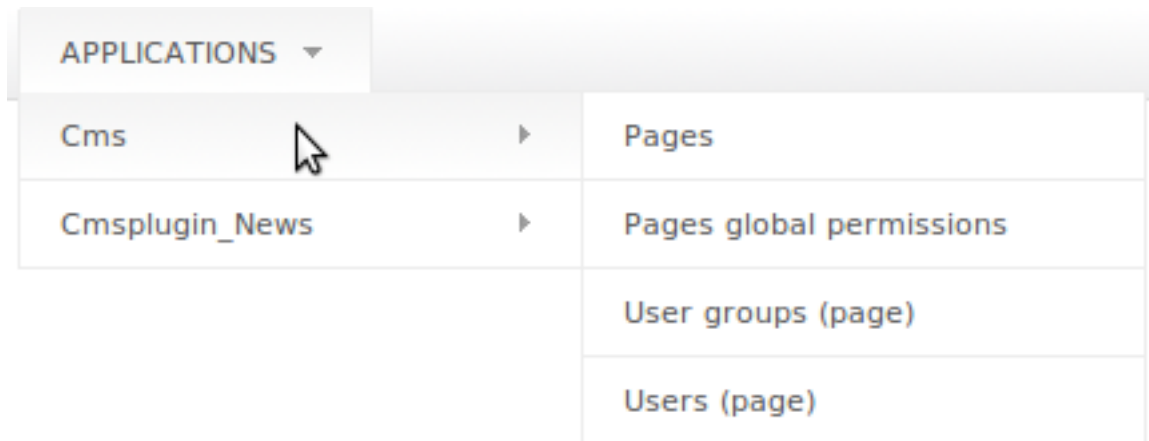 APPLICATIONS
Cms
Cmsplugin_News
Pages
Pages global permissions
User groups (page)
Users (page)